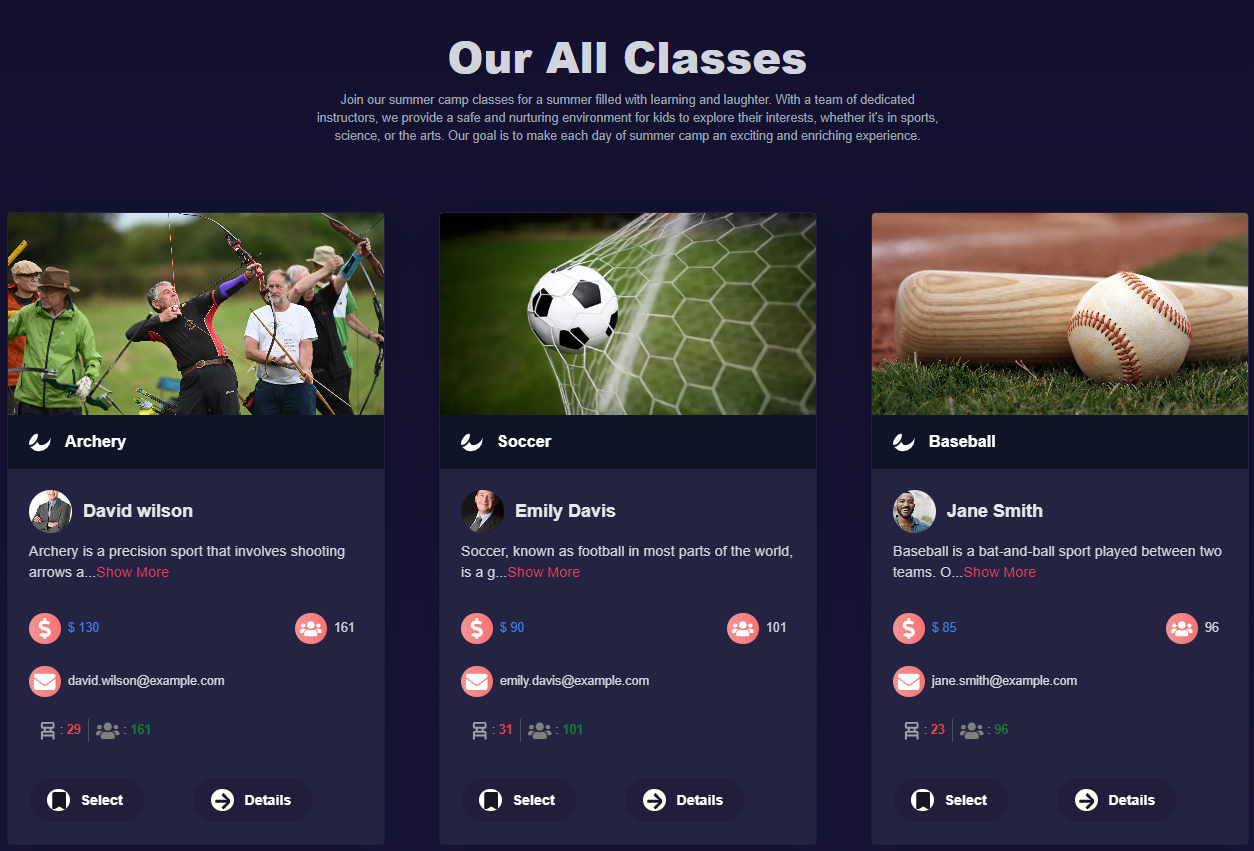 Our All Classes
Join our summer camp classes for a summer filled with learning and laughter. With a team of dedicated
instructors, we provide a safe and nurturing environment for kids to explore their interests, whether it's in sports,
science, or the arts. Our goal is to make each day of summer camp an exciting and enriching experience.
Archery
David wilson
Archery is a precision sport that involves shooting
arrows a...Show More
$ 130
161
david.wilson@example.com
: 29
: 161
Select
Details
Soccer
Emily Davis
Soccer, known as football in most parts of the world,
is a g...Show More
$ 90
101
emily.davis@example.com
: 31
: 101
Select
Details
Baseball
Jane Smith
Baseball is a bat-and-ball sport played between two
teams. O...Show More
$ 85
96
jane.smith@example.com
: 23
: 96
Select
Details